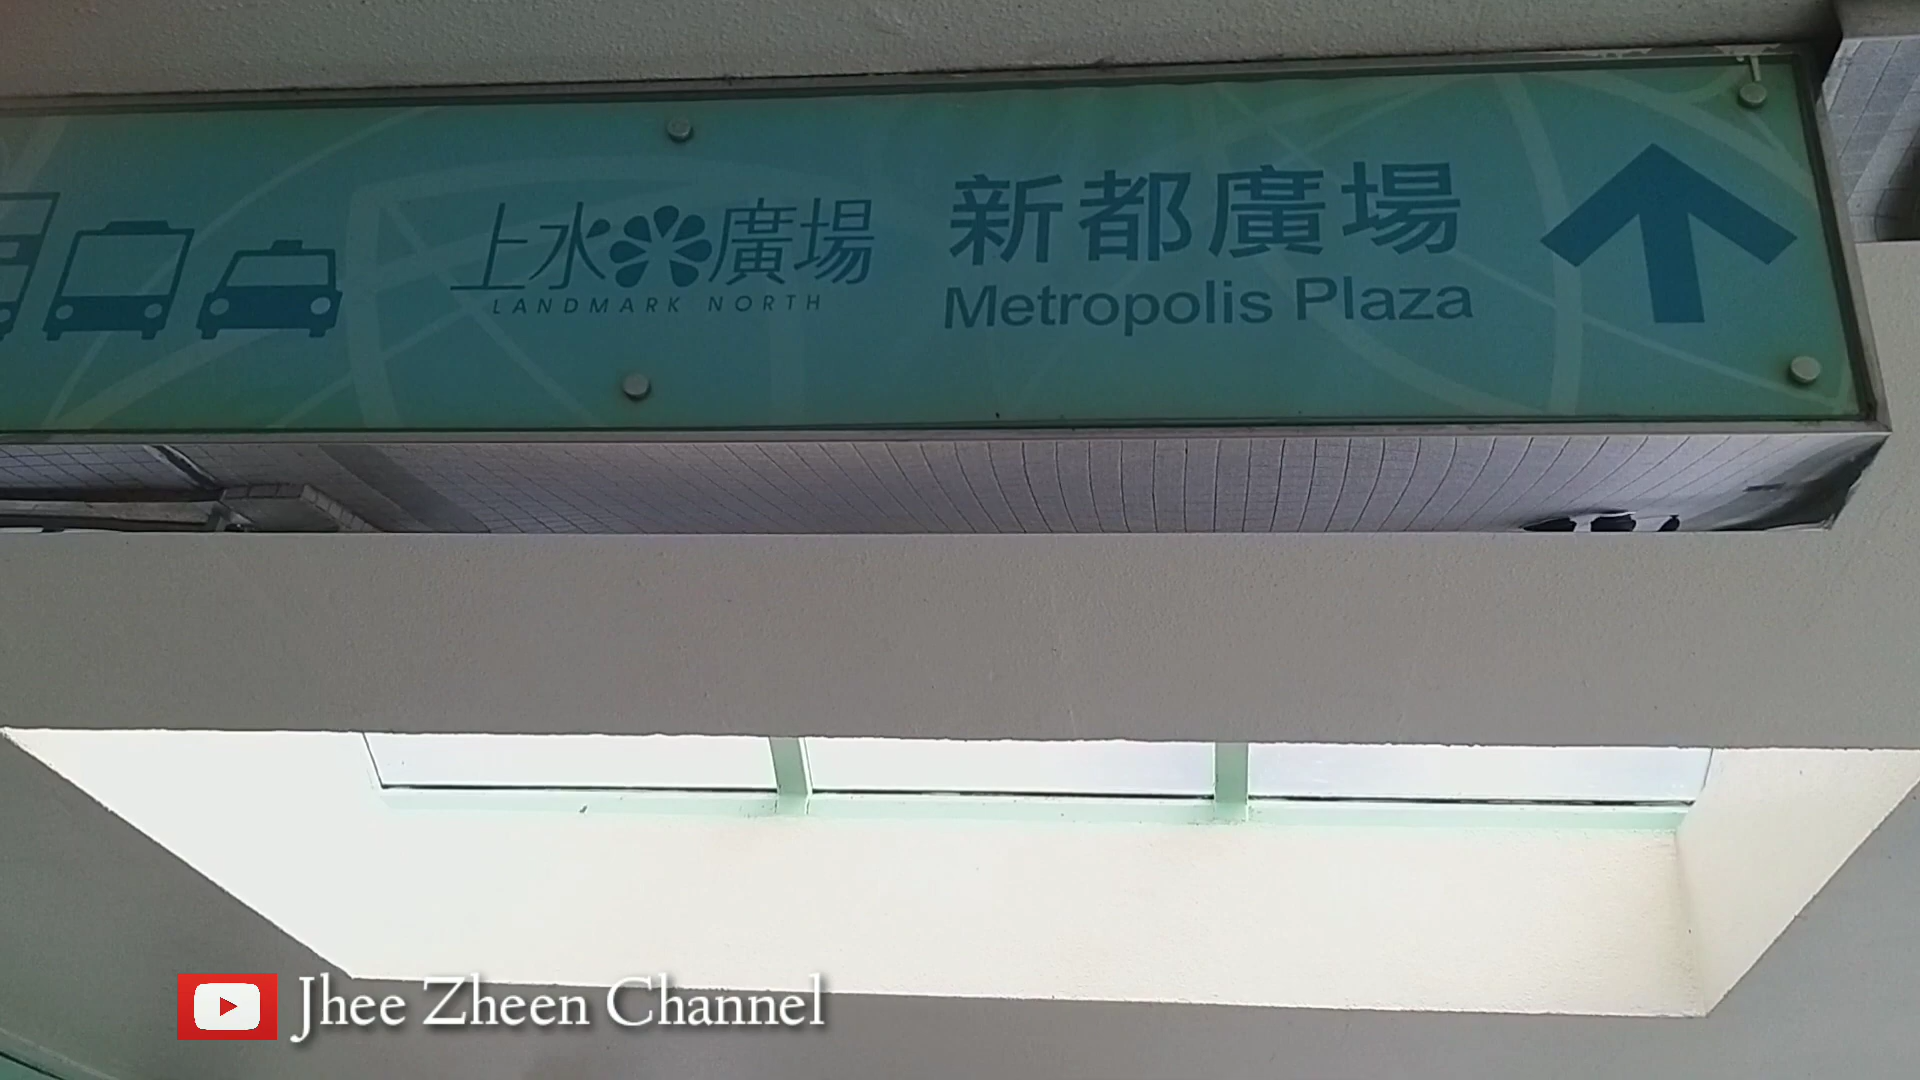 上水廣場
LANDMARK NORTH
新都廣場
Metropolis Plaza
Jhee Zheen Channel